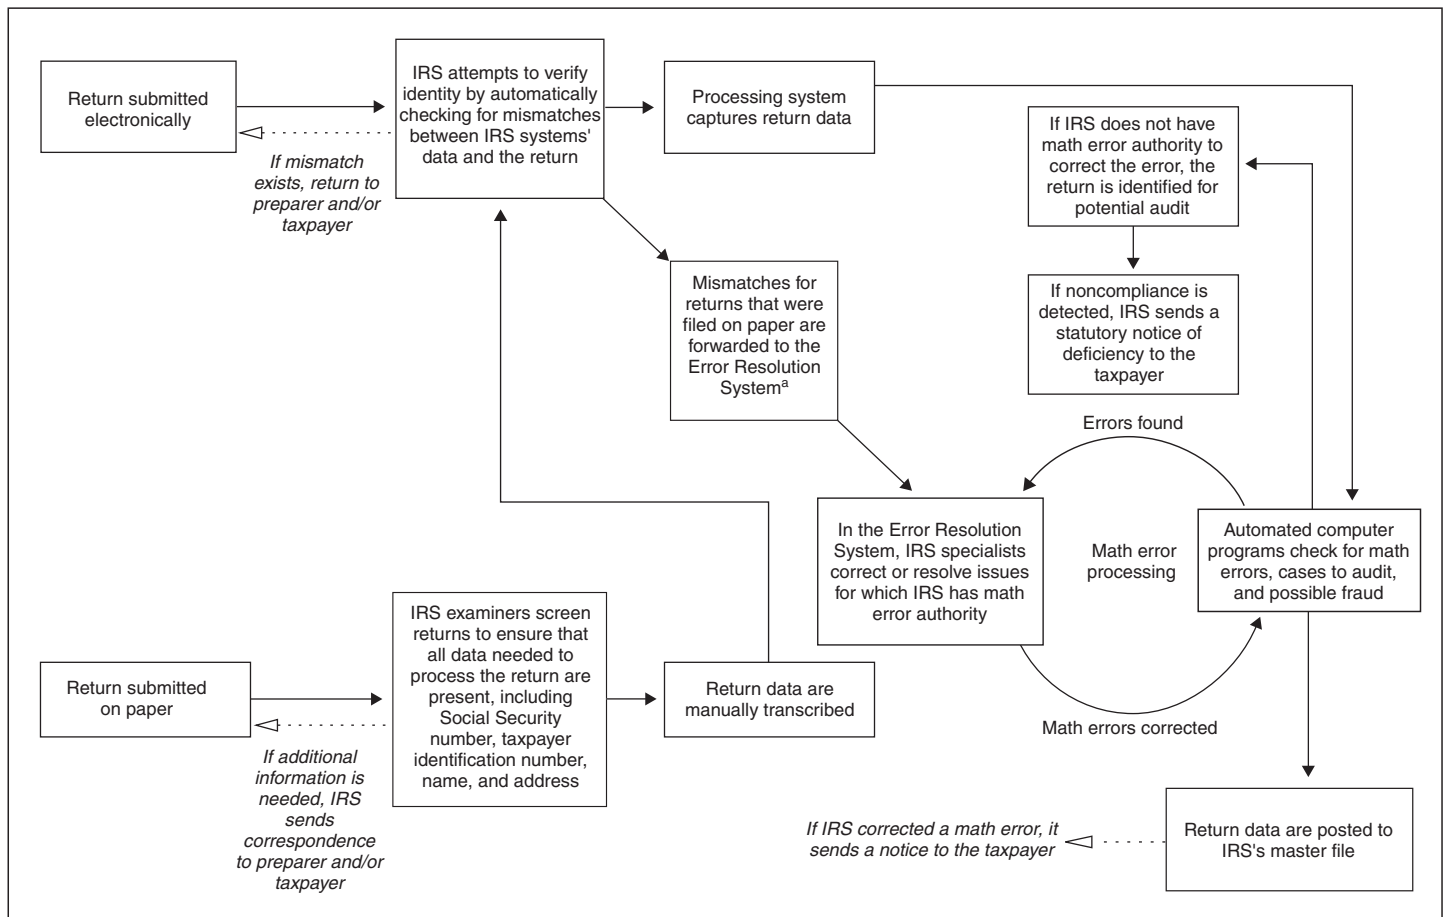 Return submitted
electronically
If mismatch
exists, return to
preparer and/or
taxpayer
IRS attempts to verify
identity by automatically
checking for mismatches
between IRS systems'
data and the return
Processing system
captures return data
If IRS does not have
math error authority to
correct the error, the
return is identified for
potential audit
If noncompliance is
detected, IRS sends a
statutory notice of
deficiency to the
taxpayer
Mismatches for
returns that were
filed on paper are
forwarded to the
Error Resolution
Systemᵃ
Errors found
In the Error Resolution
System, IRS specialists
correct or resolve issues
for which IRS has math
error authority
Math error
processing
Automated computer
programs check for math
errors, cases to audit,
and possible fraud
Math errors corrected
Return submitted
on paper
If additional
information is
needed, IRS
sends
correspondence
to preparer and/or
taxpayer
IRS examiners screen
returns to ensure that
all data needed to
process the return are
present, including
Social Security
number, taxpayer
identification number,
name, and address
Return data are
manually transcribed
If IRS corrected a math error, it
sends a notice to the taxpayer
Return data are posted to
IRS's master file